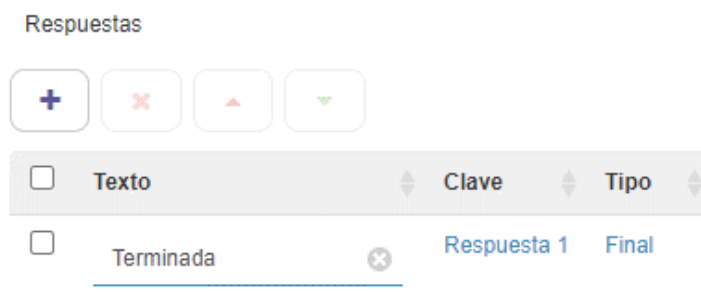 Respuestas
Texto Clave Tipo
Terminada Respuesta 1 Final